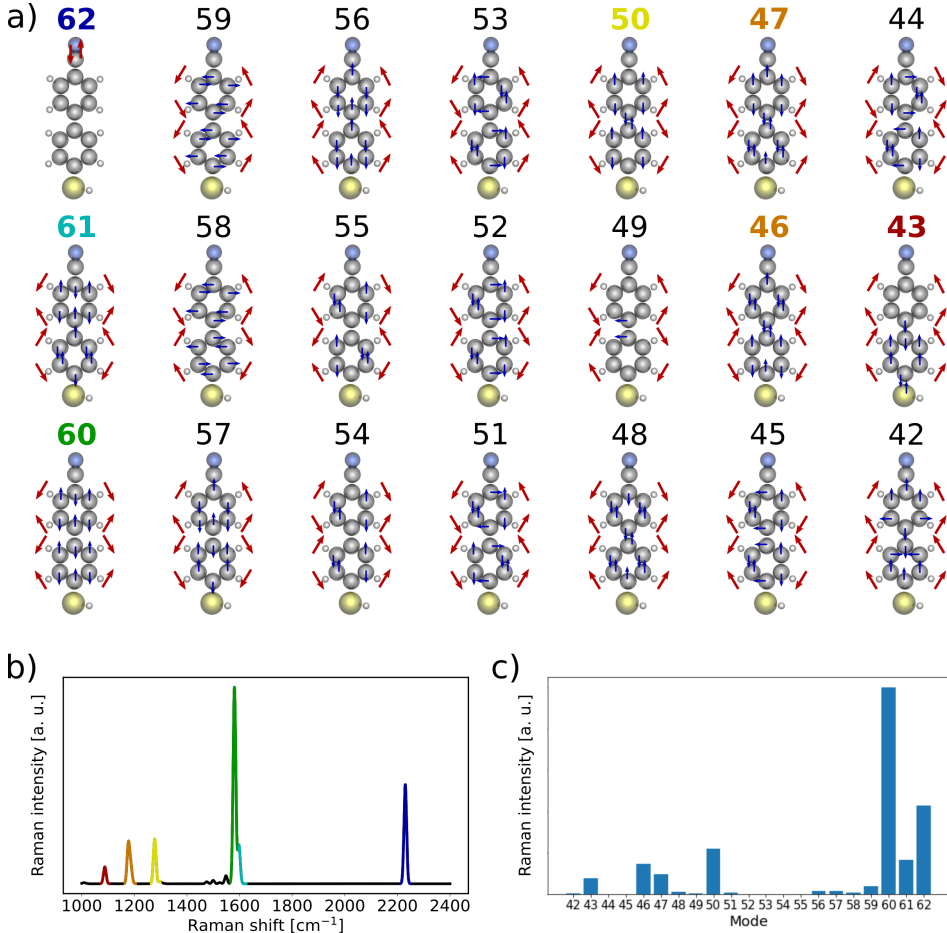 a)
62 59 56 53 50 47 44
61 58 55 52 49 46 43
60 57 54 51 48 45 42
b)
Raman intensity [a. u.]
1000 1200 1400 1600 1800 2000 2200 2400
Raman shift [cm⁻¹]
c)
Raman intensity [a. u.]
42 43 44 45 46 47 48 49 50 51 52 53 54 55 56 57 58 59 60 61 62
Mode